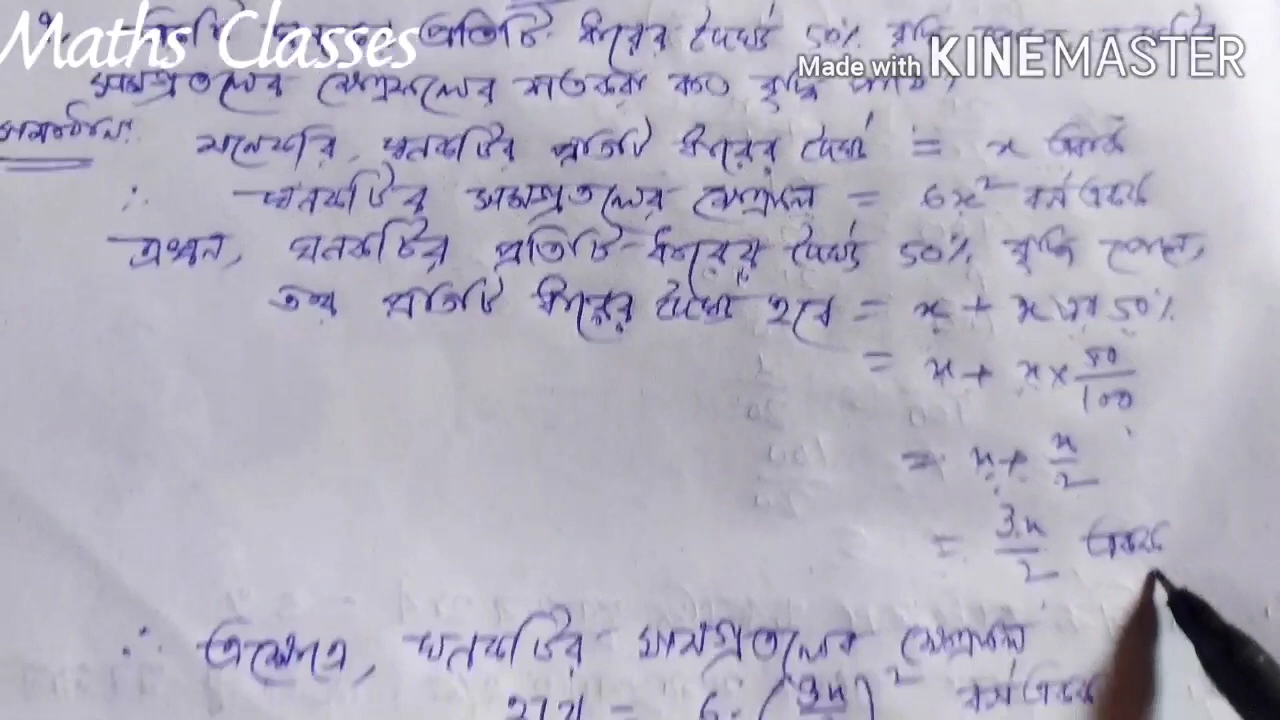 Maths Classes
Made with KINEMASTER
প্রতিটি ধারের দৈর্ঘ্য 50% বৃদ্ধি
সমগ্রতলের ক্ষেত্রফলের শতকরা কত বৃদ্ধি পাবে?
সমাধান: মনেকরি, ঘনকটির প্রতিটি ধারের দৈর্ঘ্য = x একক
∴ ঘনকটির সমগ্রতলের ক্ষেত্রফল = 6x² বর্গএকক
এখন, ঘনকটির প্রতিটি ধারের দৈর্ঘ্য 50% বৃদ্ধি পেলে,
তখন প্রতিটি ধারের দৈর্ঘ্য হবে = x + x এর 50%
= x + x × 50/100
= x + x/2
= 3x/2 একক
∴ এক্ষেত্রে, ঘনকটির সমগ্রতলের ক্ষেত্রফল
হবে = 6. (3x/ )² বর্গএকক